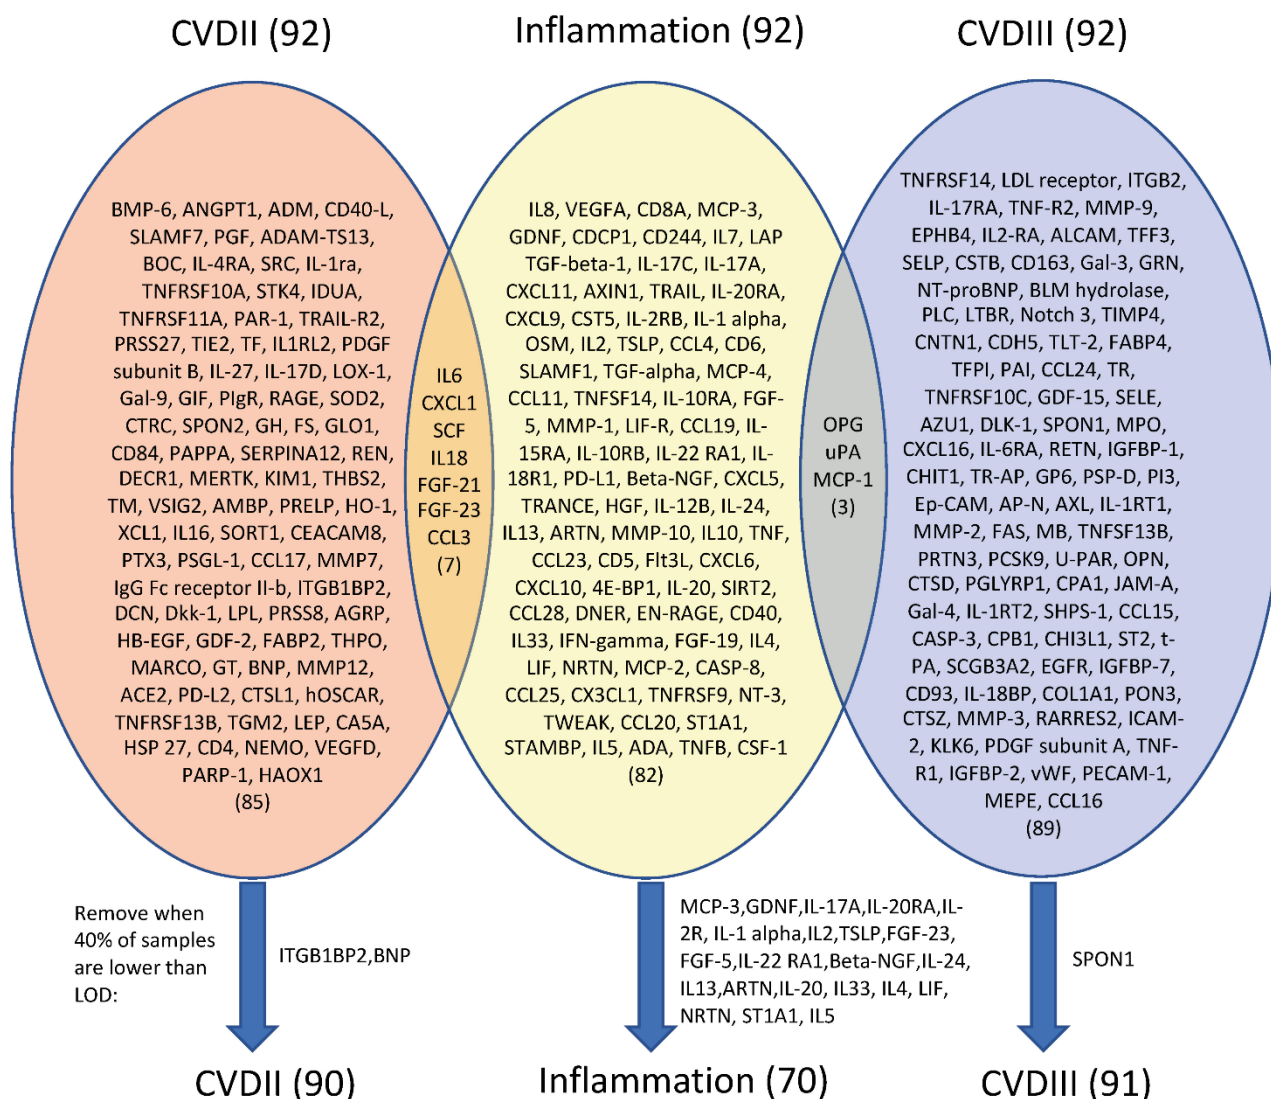 CVDII (92)
Inflammation (92)
CVDIII (92)
BMP-6, ANGPT1, ADM, CD40-L,
SLAMF7, PGF, ADAM-TS13,
BOC, IL-4RA, SRC, IL-1ra,
TNFRSF10A, STK4, IDUA,
TNFRSF11A, PAR-1, TRAIL-R2,
PRSS27, TIE2, TF, IL1RL2, PDGF
subunit B, IL-27, IL-17D, LOX-1,
Gal-9, GIF, PIgR, RAGE, SOD2,
CTRC, SPON2, GH, FS, GLO1,
CD84, PAPPA, SERPINA12, REN,
DECR1, MERTK, KIM1, THBS2,
TM, VSIG2, AMBP, PRELP, HO-1,
XCL1, IL16, SORT1, CEACAM8,
PTX3, PSGL-1, CCL17, MMP7,
IgG Fc receptor II-b, ITGB1BP2,
DCN, Dkk-1, LPL, PRSS8, AGRP,
HB-EGF, GDF-2, FABP2, THPO,
MARCO, GT, BNP, MMP12,
ACE2, PD-L2, CTSL1, hOSCAR,
TNFRSF13B, TGM2, LEP, CA5A,
HSP 27, CD4, NEMO, VEGFD,
PARP-1, HAOX1
(85)
IL6
CXCL1
SCF
IL18
FGF-21
FGF-23
CCL3
(7)
IL8, VEGFA, CD8A, MCP-3,
GDNF, CDCP1, CD244, IL7, LAP
TGF-beta-1, IL-17C, IL-17A,
CXCL11, AXIN1, TRAIL, IL-20RA,
CXCL9, CST5, IL-2RB, IL-1 alpha,
OSM, IL2, TSLP, CCL4, CD6,
SLAMF1, TGF-alpha, MCP-4,
CCL11, TNFSF14, IL-10RA, FGF-
5, MMP-1, LIF-R, CCL19, IL-
15RA, IL-10RB, IL-22 RA1, IL-
18R1, PD-L1, Beta-NGF, CXCL5,
TRANCE, HGF, IL-12B, IL-24,
IL13, ARTN, MMP-10, IL10, TNF,
CCL23, CD5, Flt3L, CXCL6,
CXCL10, 4E-BP1, IL-20, SIRT2,
CCL28, DNER, EN-RAGE, CD40,
IL33, IFN-gamma, FGF-19, IL4,
LIF, NRTN, MCP-2, CASP-8,
CCL25, CX3CL1, TNFRSF9, NT-3,
TWEAK, CCL20, ST1A1,
STAMBP, IL5, ADA, TNFB, CSF-1
(82)
OPG
uPA
MCP-1
(3)
TNFRSF14, LDL receptor, ITGB2,
IL-17RA, TNF-R2, MMP-9,
EPHB4, IL2-RA, ALCAM, TFF3,
SELP, CSTB, CD163, Gal-3, GRN,
NT-proBNP, BLM hydrolase,
PLC, LTBR, Notch 3, TIMP4,
CNTN1, CDH5, TLT-2, FABP4,
TFPI, PAI, CCL24, TR,
TNFRSF10C, GDF-15, SELE,
AZU1, DLK-1, SPON1, MPO,
CXCL16, IL-6RA, RETN, IGFBP-1,
CHIT1, TR-AP, GP6, PSP-D, PI3,
Ep-CAM, AP-N, AXL, IL-1RT1,
MMP-2, FAS, MB, TNFSF13B,
PRTN3, PCSK9, U-PAR, OPN,
CTSD, PGLYRP1, CPA1, JAM-A,
Gal-4, IL-1RT2, SHPS-1, CCL15,
CASP-3, CPB1, CHI3L1, ST2, t-
PA, SCGB3A2, EGFR, IGFBP-7,
CD93, IL-18BP, COL1A1, PON3,
CTSZ, MMP-3, RARRES2, ICAM-
2, KLK6, PDGF subunit A, TNF-
R1, IGFBP-2, vWF, PECAM-1,
MEPE, CCL16
(89)
Remove when
40% of samples
are lower than
LOD:
ITGB1BP2,BNP
MCP-3,GDNF,IL-17A,IL-20RA,IL-
2R, IL-1 alpha,IL2,TSLP,FGF-23,
FGF-5,IL-22 RA1,Beta-NGF,IL-24,
IL13,ARTN,IL-20, IL33, IL4, LIF,
NRTN, ST1A1, IL5
SPON1
CVDII (90)
Inflammation (70)
CVDIII (91)